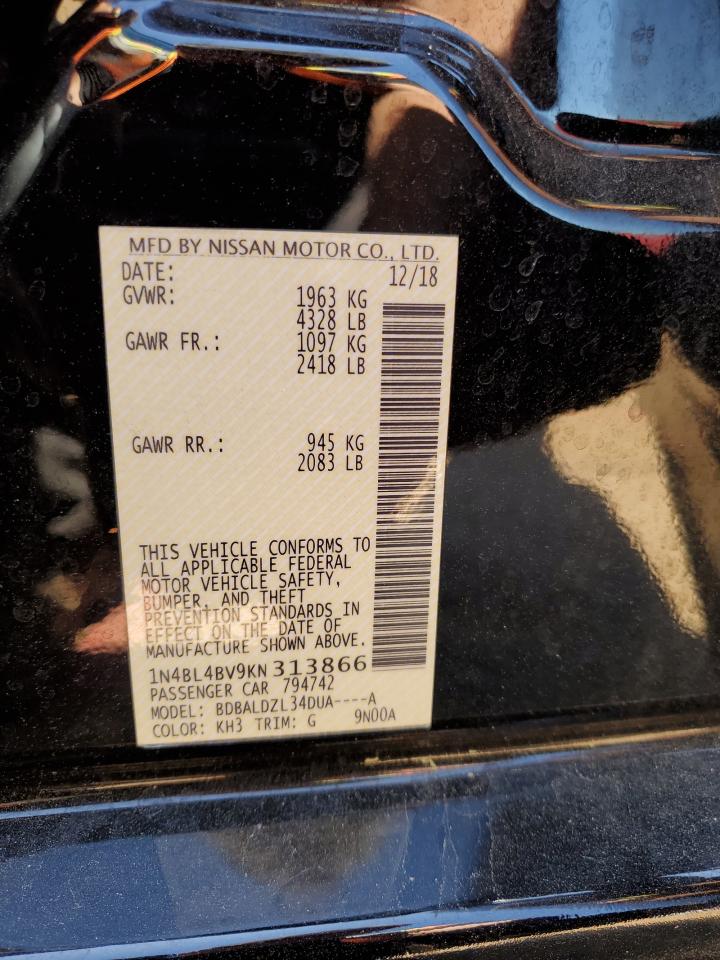 MFD BY NISSAN MOTOR CO., LTD.
DATE: 12/18
GVWR: 1963 KG
4328 LB
GAWR FR.: 1097 KG
2418 LB
GAWR RR.: 945 KG
2083 LB
THIS VEHICLE CONFORMS TO
ALL APPLICABLE FEDERAL
MOTOR VEHICLE SAFETY,
BUMPER, AND THEFT
PREVENTION STANDARDS IN
EFFECT ON THE DATE OF
MANUFACTURE SHOWN ABOVE.
1N4BL4BV9KN313866
PASSENGER CAR 794742
MODEL: BDBALDZL34DUA----A
COLOR: KH3 TRIM: G 9N00A